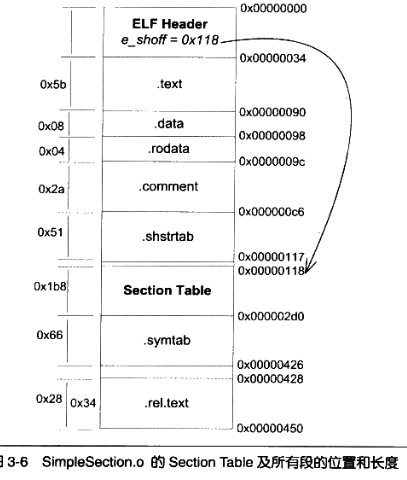 0x00000000
ELF Header
e_shoff = 0x118
0x00000034
0x5b
.text
0x00000090
0x08
.data
0x00000098
0x04
.rodata
0x0000009c
0x2a
.comment
0x000000c6
0x51
.shstrtab
0x00000117
0x00000118
0x1b8
Section Table
0x000002d0
0x66
.symtab
0x00000426
0x00000428
0x28 0x34
.rel.text
0x00000450
3-6 SimpleSection.o 的 Section Table 及所有段的位置和长度